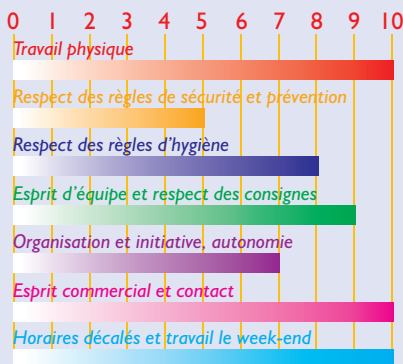 0 1 2 3 4 5 6 7 8 9 10
Travail physique
Respect des règles de sécurité et prévention
Respect des règles d'hygiène
Esprit d'équipe et respect des consignes
Organisation et initiative, autonomie
Esprit commercial et contact
Horaires décalés et travail le week-end